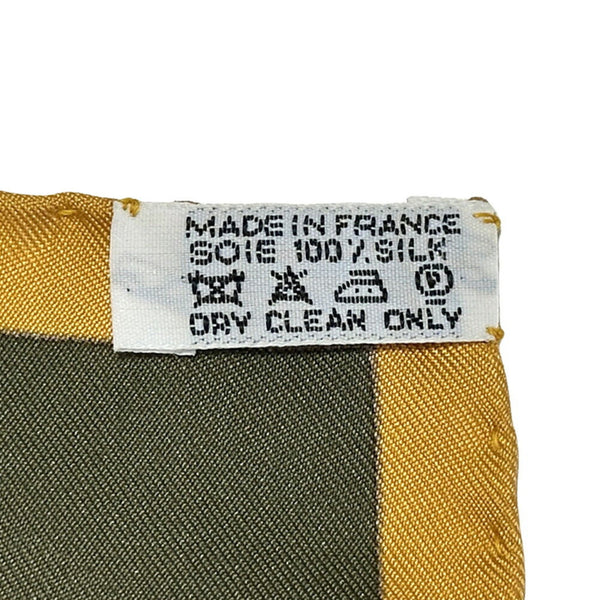 MADE IN FRANCE
SOIE 100% SILK
P
DRY CLEAN ONLY